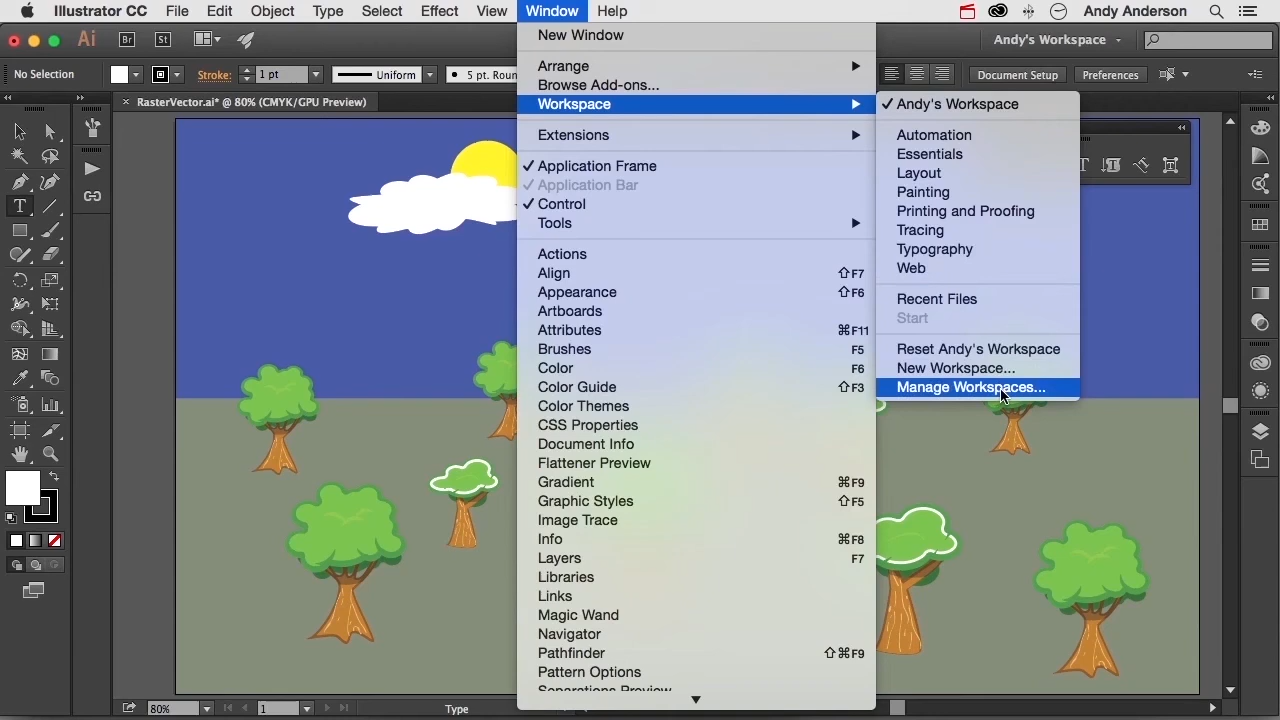 Illustrator CC File Edit Object Type Select Effect View Window Help Andy Anderson
Ai Br St Andy's Workspace
No Selection Stroke: 1 pt Uniform 5 pt. Roun Document Setup Preferences
× RasterVector.ai* @ 80% (CMYK/GPU Preview)
New Window
Arrange
Browse Add-ons...
Workspace
Extensions
✓ Application Frame
✓ Application Bar
✓ Control
Tools
Actions
Align ⇧F7
Appearance ⇧F6
Artboards
Attributes ⌘F11
Brushes F5
Color F6
Color Guide ⇧F3
Color Themes
CSS Properties
Document Info
Flattener Preview
Gradient ⌘F9
Graphic Styles ⇧F5
Image Trace
Info ⌘F8
Layers F7
Libraries
Links
Magic Wand
Navigator
Pathfinder ⇧⌘F9
Pattern Options
Separations Preview
✓ Andy's Workspace
Automation
Essentials
Layout
Painting
Printing and Proofing
Tracing
Typography
Web
Recent Files
Start
Reset Andy's Workspace
New Workspace...
Manage Workspaces...
80% 1 Type